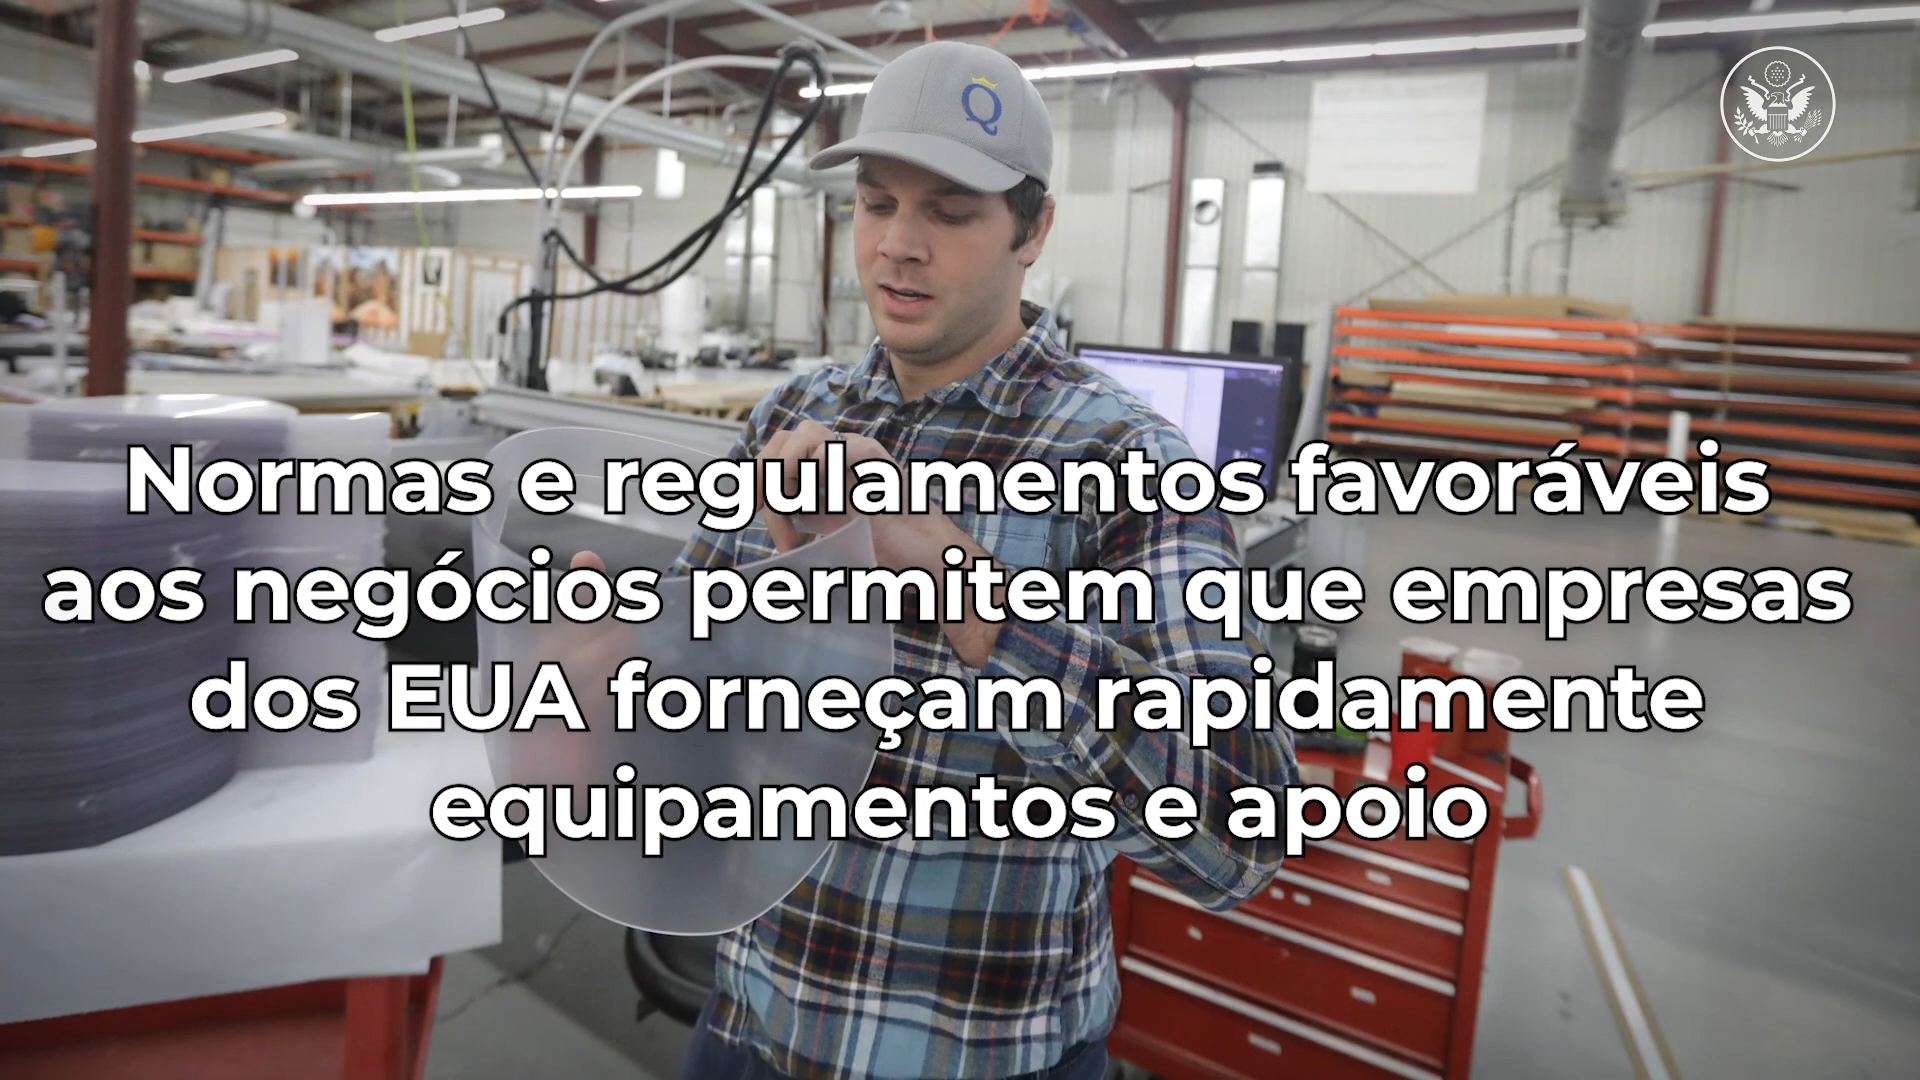 Q
Normas e regulamentos favoráveis
aos negócios permitem que empresas
dos EUA forneçam rapidamente
equipamentos e apoio